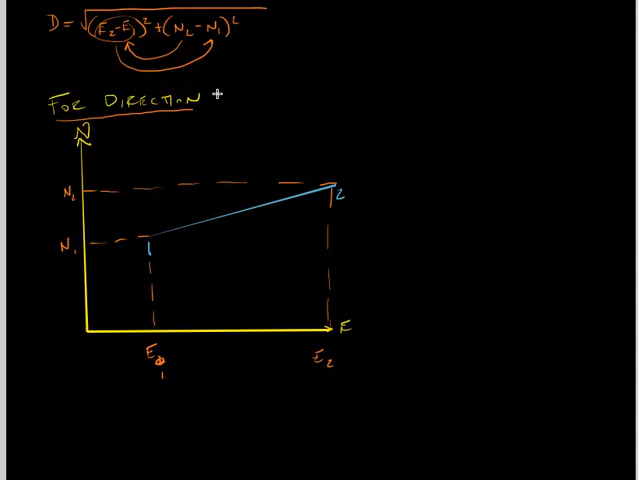 D = √(E₂-E₁)² + (N₂-N₁)²
FOR DIRECTION
N
N₂
2
N₁
1
E
E₁
E₂